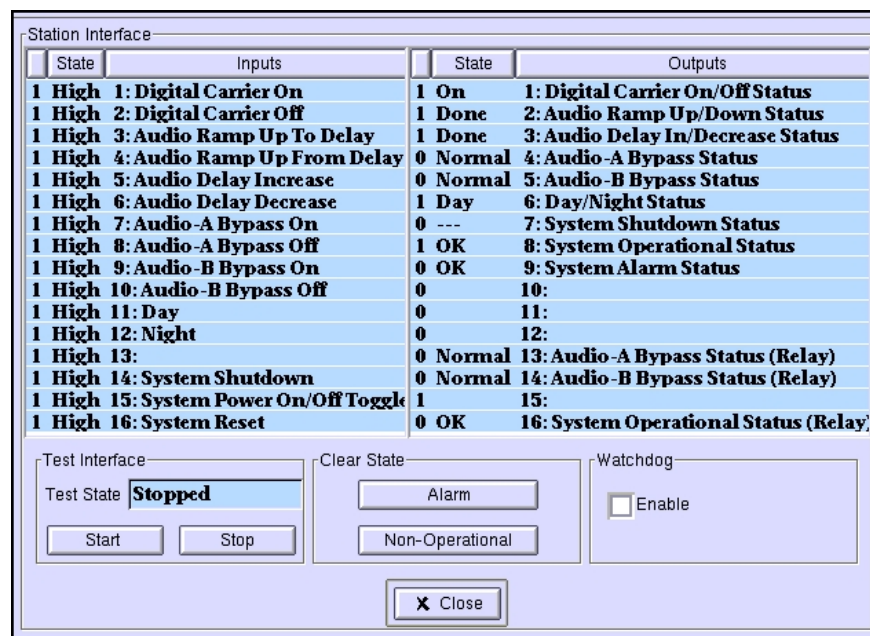 Station Interface
State Inputs State Outputs
1 High 1: Digital Carrier On 1 On 1: Digital Carrier On/Off Status
1 High 2: Digital Carrier Off 1 Done 2: Audio Ramp Up/Down Status
1 High 3: Audio Ramp Up To Delay 1 Done 3: Audio Delay In/Decrease Status
1 High 4: Audio Ramp Up From Delay 0 Normal 4: Audio-A Bypass Status
1 High 5: Audio Delay Increase 0 Normal 5: Audio-B Bypass Status
1 High 6: Audio Delay Decrease 1 Day 6: Day/Night Status
1 High 7: Audio-A Bypass On 0 --- 7: System Shutdown Status
1 High 8: Audio-A Bypass Off 1 OK 8: System Operational Status
1 High 9: Audio-B Bypass On 0 OK 9: System Alarm Status
1 High 10: Audio-B Bypass Off 0 10:
1 High 11: Day 0 11:
1 High 12: Night 0 12:
1 High 13: 0 Normal 13: Audio-A Bypass Status (Relay)
1 High 14: System Shutdown 0 Normal 14: Audio-B Bypass Status (Relay)
1 High 15: System Power On/Off Toggle 1 15:
1 High 16: System Reset 0 OK 16: System Operational Status (Relay)
Test Interface Clear State Watchdog
Test State Stopped Alarm Enable
Start Stop Non-Operational
X Close